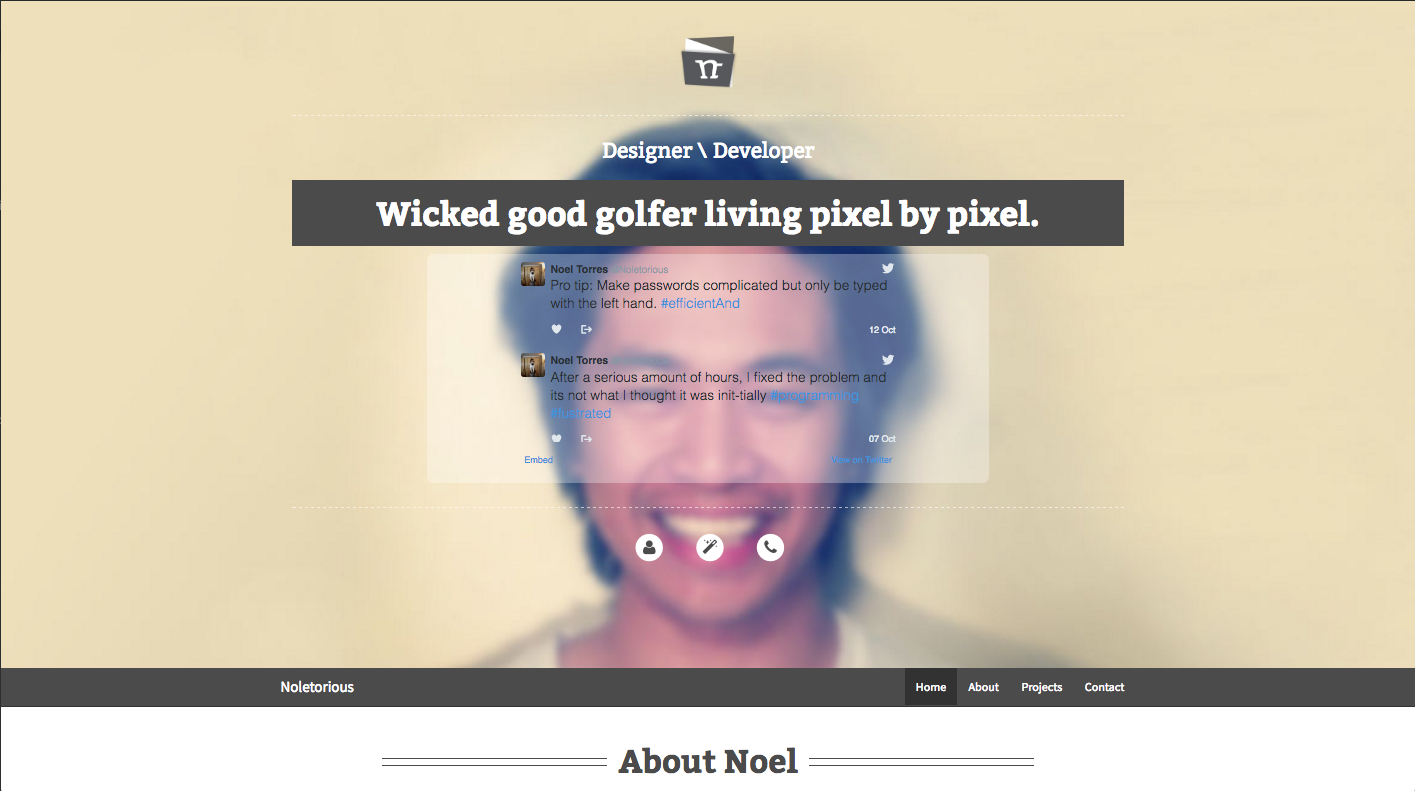 Designer \ Developer
Wicked good golfer living pixel by pixel.
Noel Torres @Noletorious
Pro tip: Make passwords complicated but only be typed
with the left hand. #efficientAnd
12 Oct
Noel Torres
After a serious amount of hours, I fixed the problem and
its not what I thought it was init-tially #programming
#fustrated
07 Oct
Embed View on Twitter
Noletorious Home About Projects Contact
About Noel